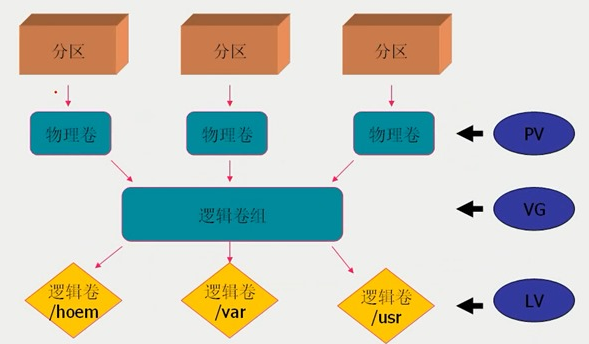 分区 分区 分区
物理卷 物理卷 物理卷 PV
逻辑卷组 VG
逻辑卷 逻辑卷 逻辑卷 LV
/hoem /var /usr